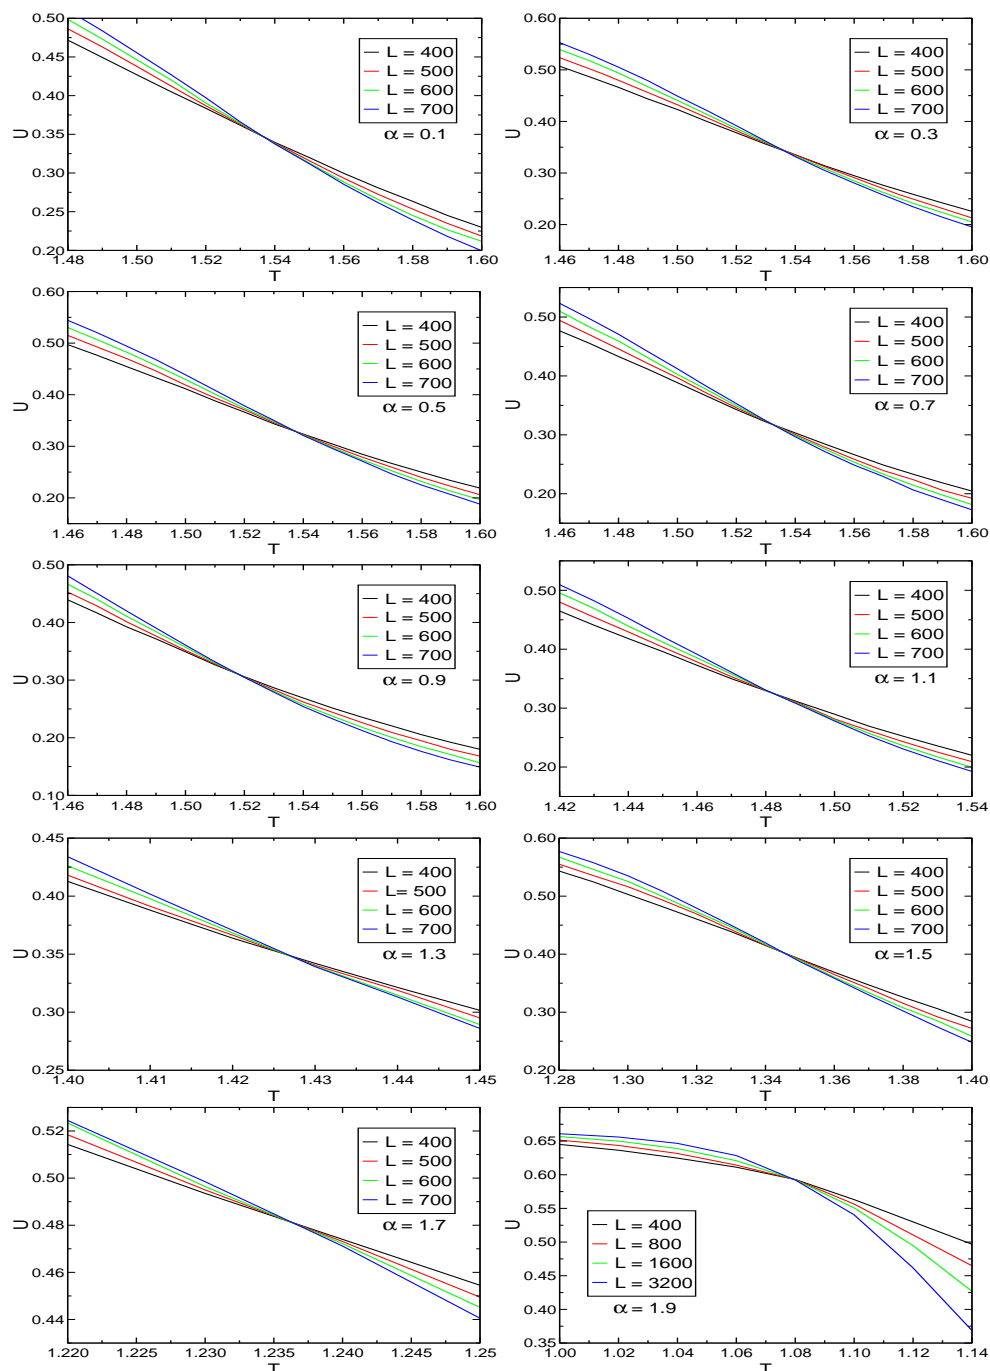 0.50
0.45
0.40
0.35
0.30
0.25
0.20
U
1.48
1.50
1.52
1.54
1.56
1.58
1.60
T
L = 400
L = 500
L = 600
L = 700
α = 0.1
0.60
0.50
0.40
0.30
0.20
U
1.46
1.48
1.50
1.52
1.54
1.56
1.58
1.60
T
L = 400
L = 500
L = 600
L = 700
α = 0.3
0.60
0.50
0.40
0.30
0.20
U
1.46
1.48
1.50
1.52
1.54
1.56
1.58
1.60
T
L = 400
L = 500
L = 600
L = 700
α = 0.5
0.50
0.40
0.30
0.20
U
1.46
1.48
1.50
1.52
1.54
1.56
1.58
1.60
T
L = 400
L = 500
L = 600
L = 700
α = 0.7
0.50
0.40
0.30
0.20
0.10
U
1.46
1.48
1.50
1.52
1.54
1.56
1.58
1.60
T
L = 400
L = 500
L = 600
L = 700
α = 0.9
0.50
0.40
0.30
0.20
U
1.42
1.44
1.46
1.48
1.50
1.52
1.54
T
L = 400
L = 500
L = 600
L = 700
α = 1.1
0.45
0.40
0.35
0.30
0.25
U
1.40
1.41
1.42
1.43
1.44
1.45
T
L = 400
L= 500
L = 600
L = 700
α = 1.3
0.60
0.50
0.40
0.30
0.20
U
1.28
1.30
1.32
1.34
1.36
1.38
1.40
T
L = 400
L = 500
L = 600
L = 700
α =1.5
0.52
0.50
0.48
0.46
0.44
U
1.220
1.225
1.230
1.235
1.240
1.245
1.25
T
L = 400
L = 500
L = 600
L = 700
α = 1.7
0.65
0.60
0.55
0.50
0.45
0.40
0.35
U
1.00
1.02
1.04
1.06
1.08
1.10
1.12
1.14
T
L = 400
L = 800
L = 1600
L = 3200
α = 1.9